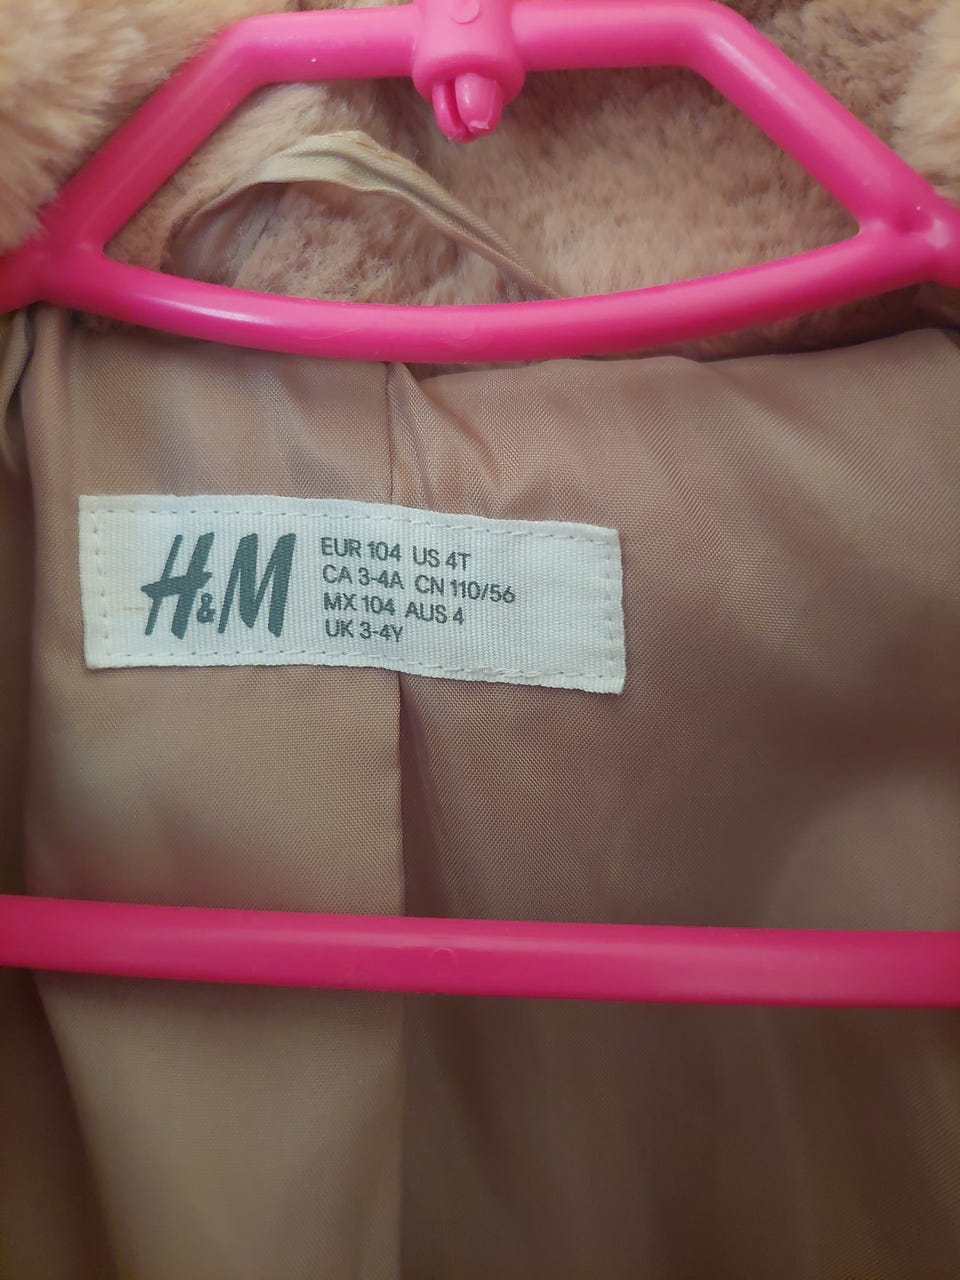 H&M
EUR 104 US 4T
CA 3-4A CN 110/56
MX 104 AUS 4
UK 3-4Y